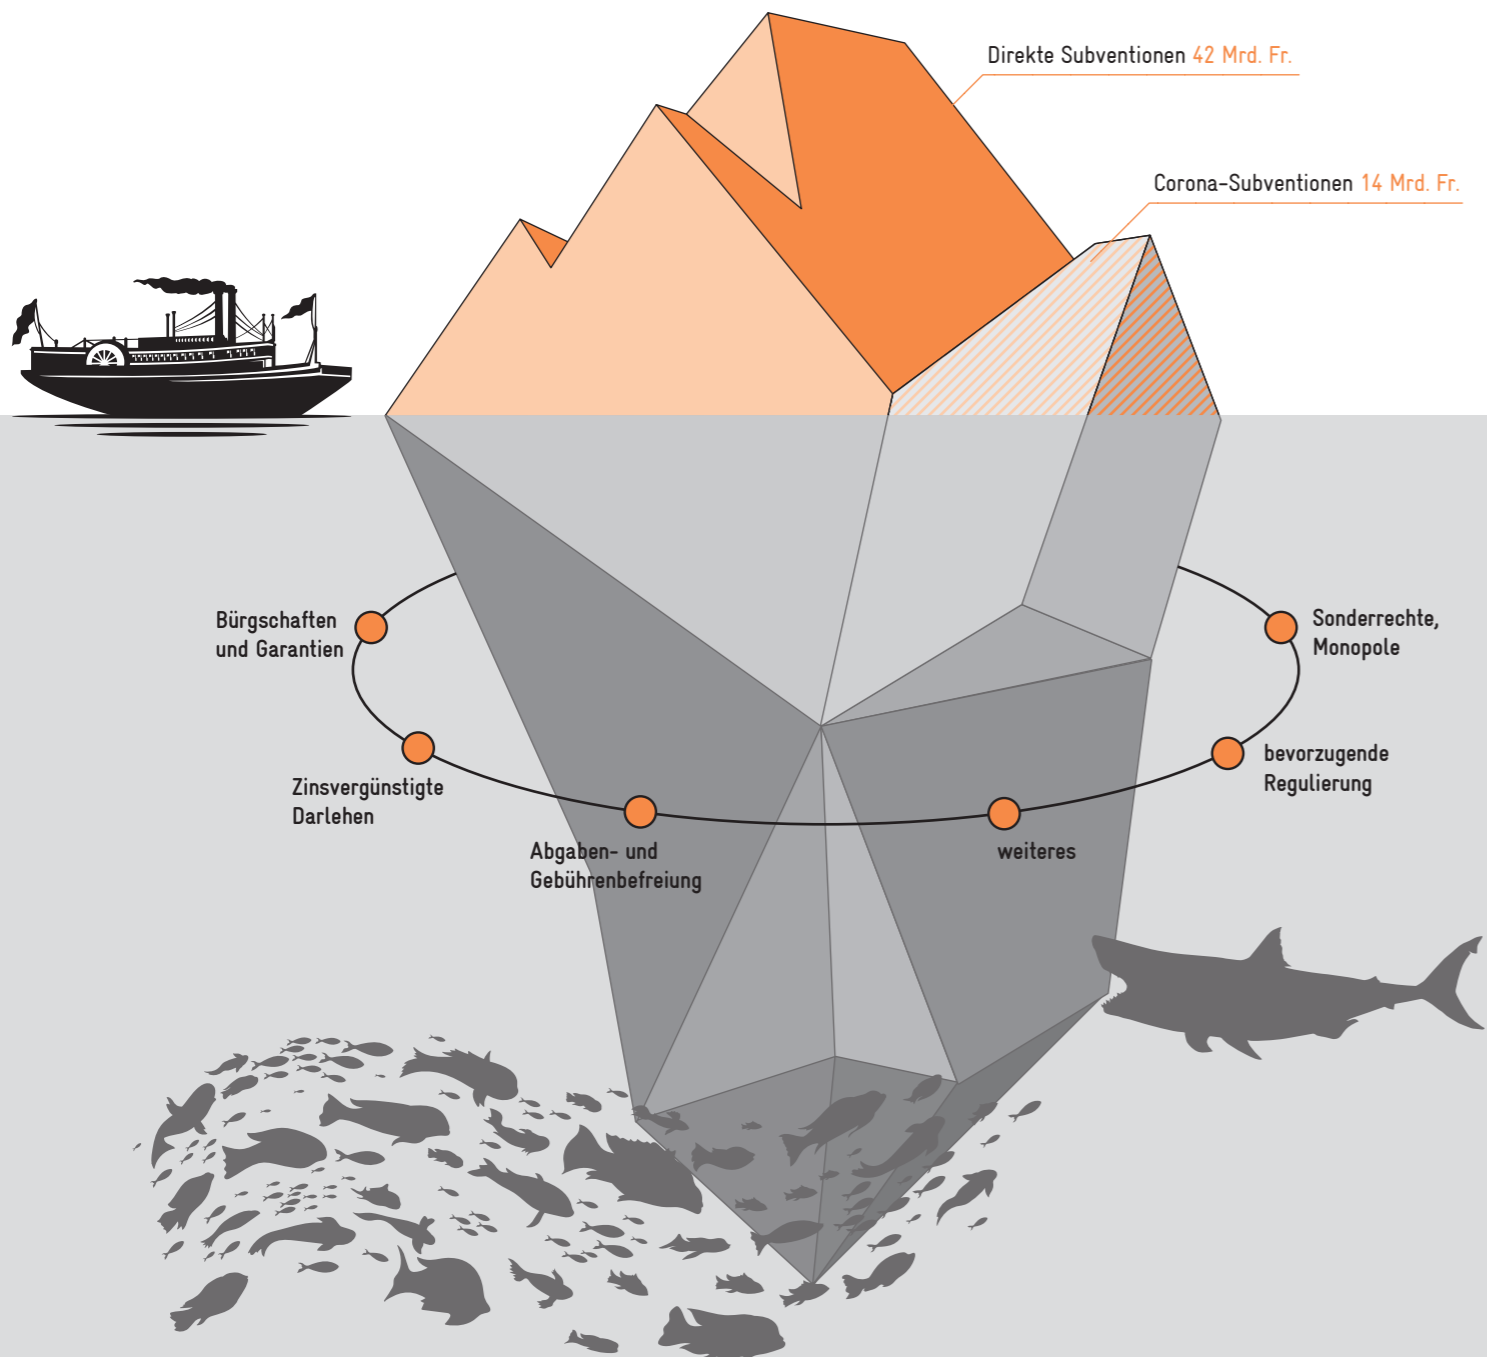 Direkte Subventionen 42 Mrd. Fr.
Corona-Subventionen 14 Mrd. Fr.
Bürgschaften
und Garantien
Sonderrechte,
Monopole
Zinsvergünstigte
Darlehen
bevorzugende
Regulierung
Abgaben- und
Gebührenbefreiung
weiteres